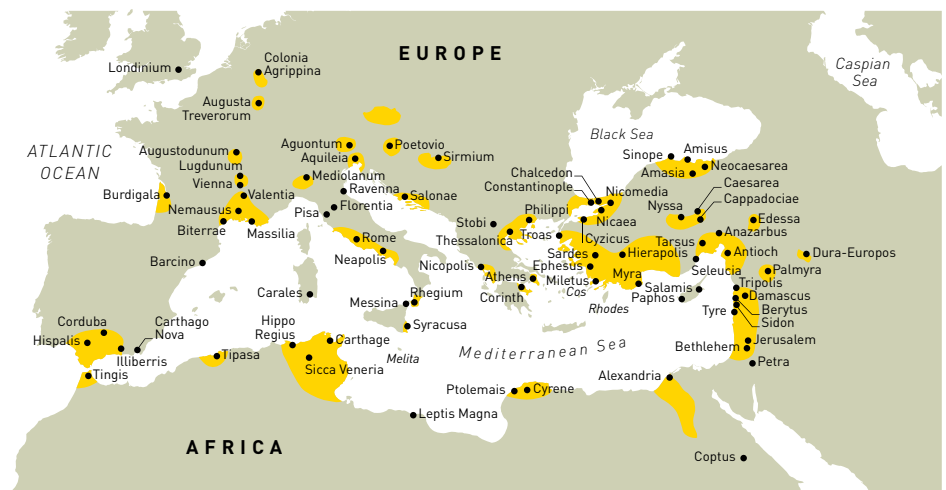 EUROPE
Caspian
Sea
Londinium
Colonia
Agrippina
Augusta
Treverorum
ATLANTIC
OCEAN
Black Sea
Augustodunum
Lugdunum
Vienna
Burdigala
Valentia
Nemausus
Biterrae
Massilia
Aguontum
Aquileia
Mediolanum
Ravenna
Florentia
Pisa
Poetovio
Sirmium
Salonae
Sinope
Amisus
Neocaesarea
Amasia
Chalcedon
Constantinople
Nicomedia
Caesarea
Cappadociae
Nyssa
Philippi
Stobi
Thessalonica
Troas
Nicaea
Cyzicus
Edessa
Anazarbus
Tarsus
Rome
Neapolis
Barcino
Nicopolis
Athens
Corinth
Sardes
Ephesus
Miletus
Hierapolis
Myra
Cos
Rhodes
Antioch
Seleucia
Dura-Europos
Palmyra
Salamis
Paphos
Tripolis
Damascus
Berytus
Sidon
Tyre
Carales
Messina
Rhegium
Syracusa
Corduba
Hispalis
Carthago
Nova
Illiberris
Tingis
Tipasa
Hippo
Regius
Carthage
Sicca Veneria
Melita
Mediterranean Sea
Bethlehem
Jerusalem
Petra
Alexandria
Ptolemais
Cyrene
Leptis Magna
AFRICA
Coptus